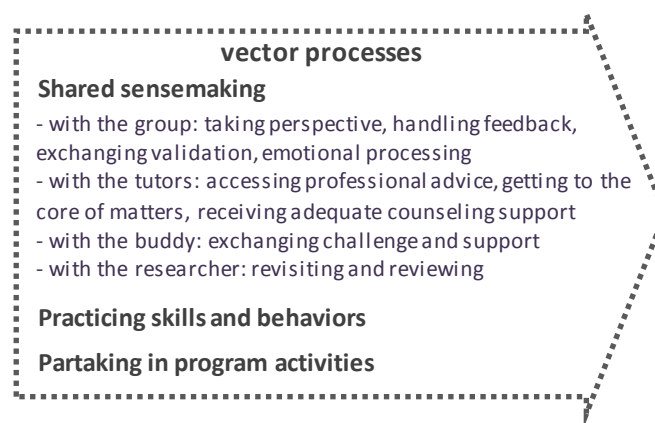 vector processes
Shared sensemaking
- with the group: taking perspective, handling feedback,
exchanging validation, emotional processing
- with the tutors: accessing professional advice, getting to the
core of matters, receiving adequate counseling support
- with the buddy: exchanging challenge and support
- with the researcher: revisiting and reviewing
Practicing skills and behaviors
Partaking in program activities